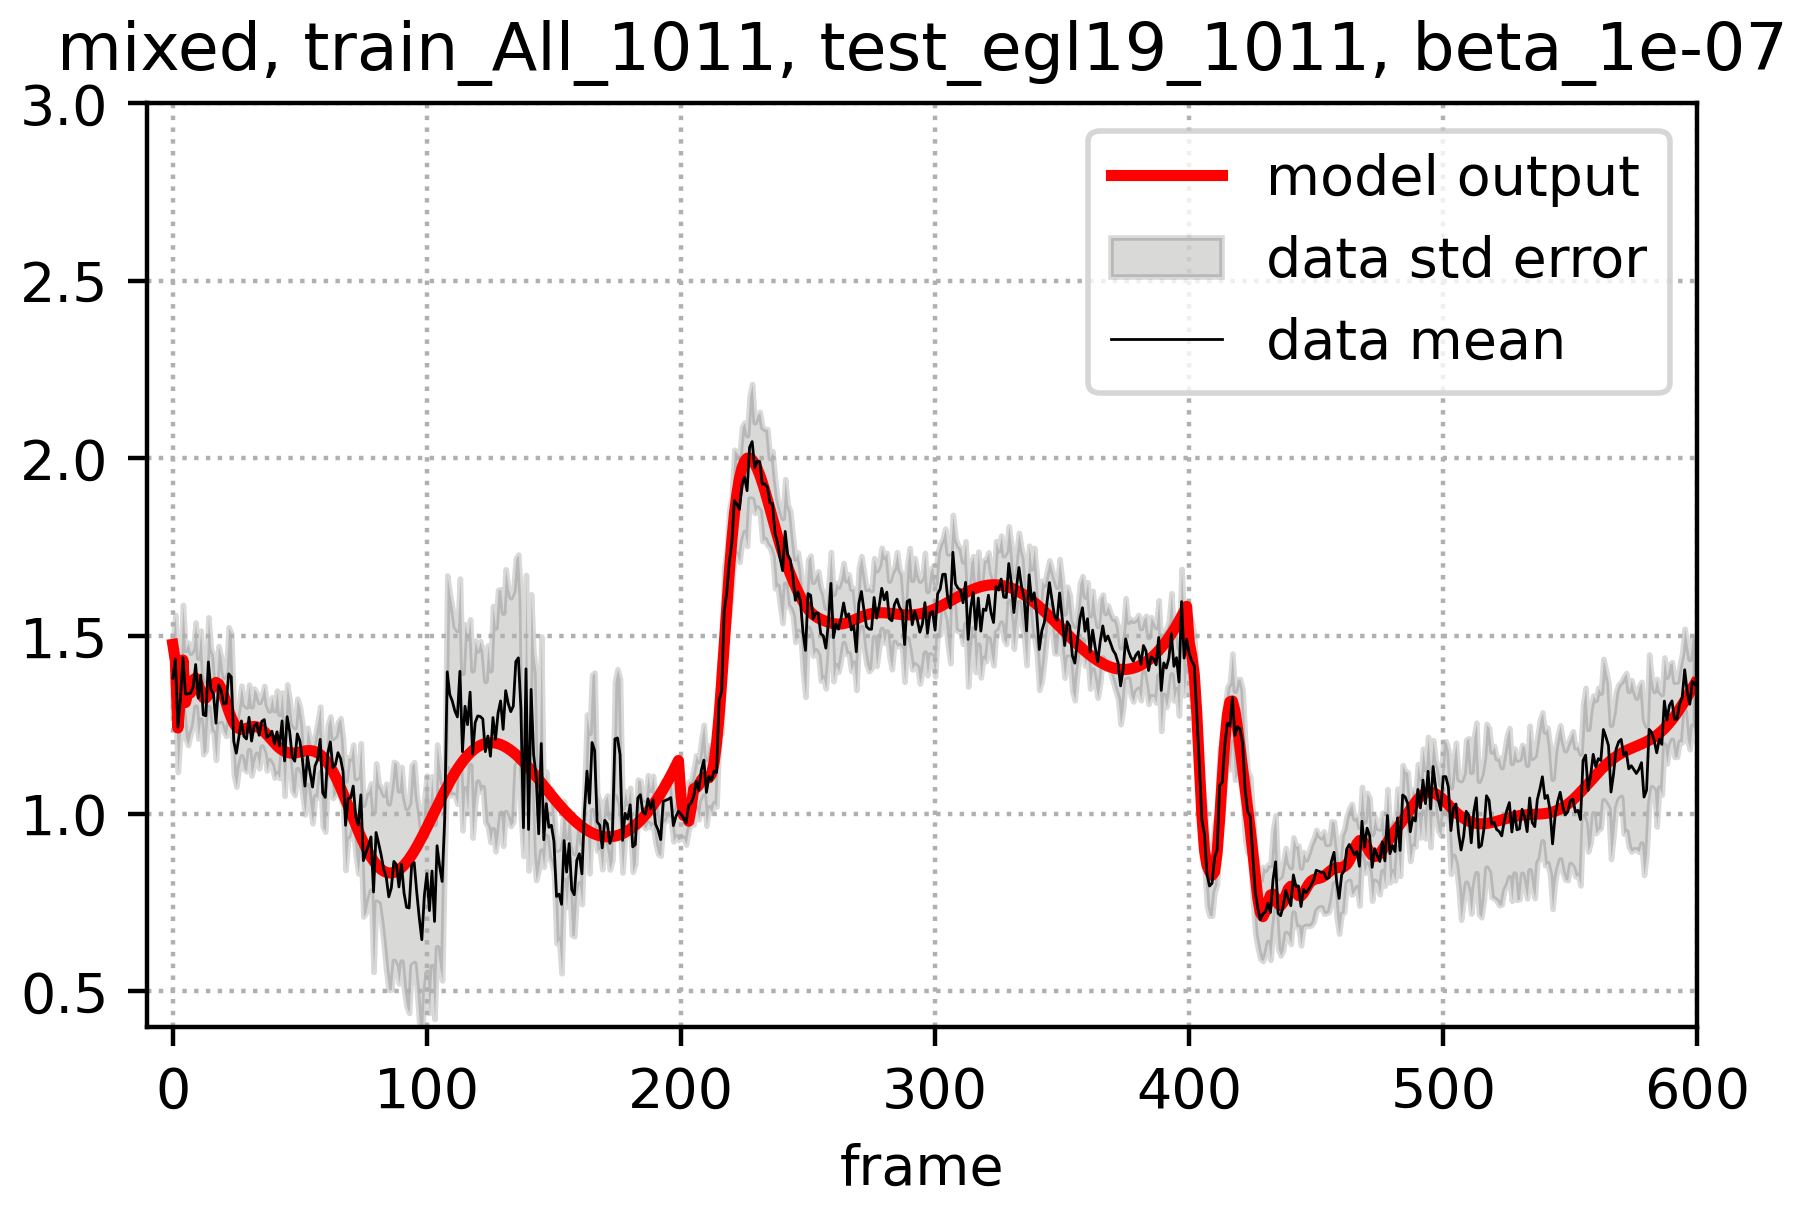 mixed, train_All_1011, test_egl19_1011, beta_1e-07
3.0
2.5
2.0
1.5
1.0
0.5
model output
data std error
data mean
0 100 200 300 400 500 600
frame